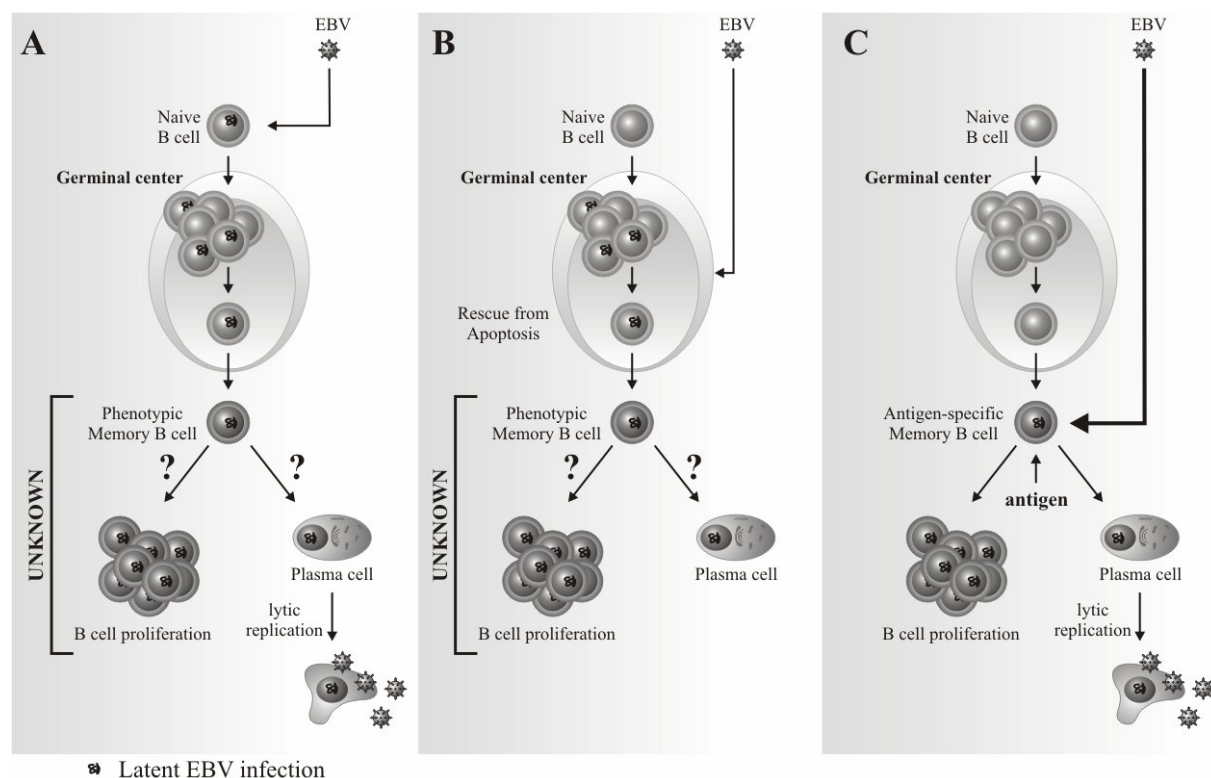 A
EBV
Naive
B cell
Germinal center
Phenotypic
Memory B cell
?
?
UNKNOWN
Plasma cell
B cell proliferation
lytic
replication
B
EBV
Naive
B cell
Germinal center
Rescue from
Apoptosis
Phenotypic
Memory B cell
?
?
UNKNOWN
Plasma cell
B cell proliferation
C
EBV
Naive
B cell
Germinal center
Antigen-specific
Memory B cell
antigen
Plasma cell
B cell proliferation
lytic
replication
Latent EBV infection